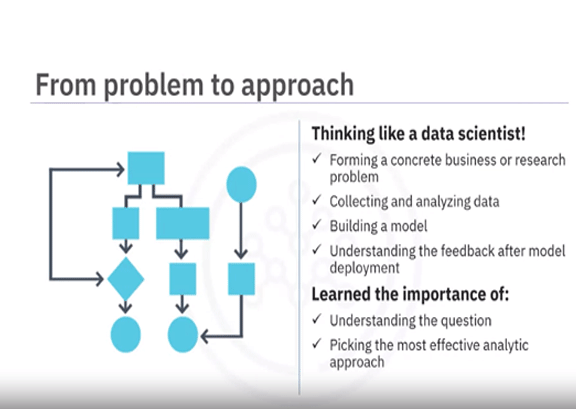 From problem to approach
Thinking like a data scientist!
✓ Forming a concrete business or research
problem
✓ Collecting and analyzing data
✓ Building a model
✓ Understanding the feedback after model
deployment
Learned the importance of:
✓ Understanding the question
✓ Picking the most effective analytic
approach